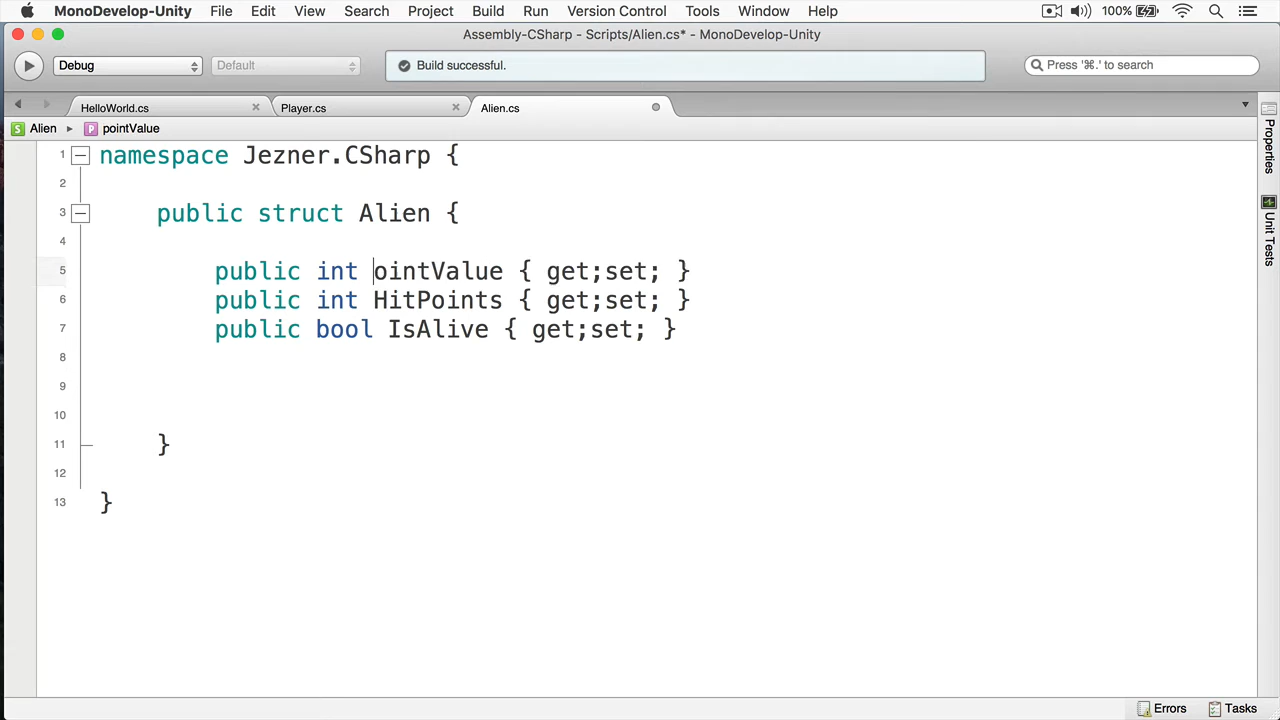 MonoDevelop-Unity File Edit View Search Project Build Run Version Control Tools Window Help 100%
Assembly-CSharp - Scripts/Alien.cs* - MonoDevelop-Unity
Debug Default Build successful. Press '⌘.' to search
HelloWorld.cs Player.cs Alien.cs
S Alien P pointValue
1 namespace Jezner.CSharp {
2
3 public struct Alien {
4
5 public int ointValue { get;set; }
6 public int HitPoints { get;set; }
7 public bool IsAlive { get;set; }
8
9
10
11 }
12
13 }
Properties
Unit Tests
Errors Tasks